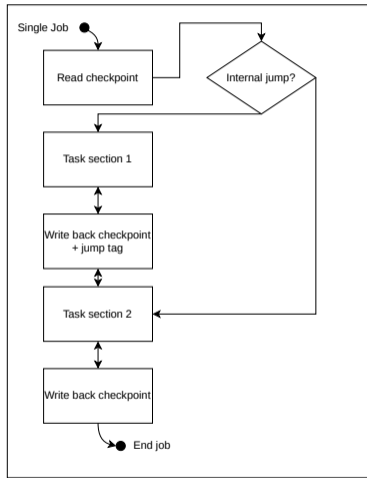 Single Job
Read checkpoint
Internal jump?
Task section 1
Write back checkpoint
+ jump tag
Task section 2
Write back checkpoint
End job